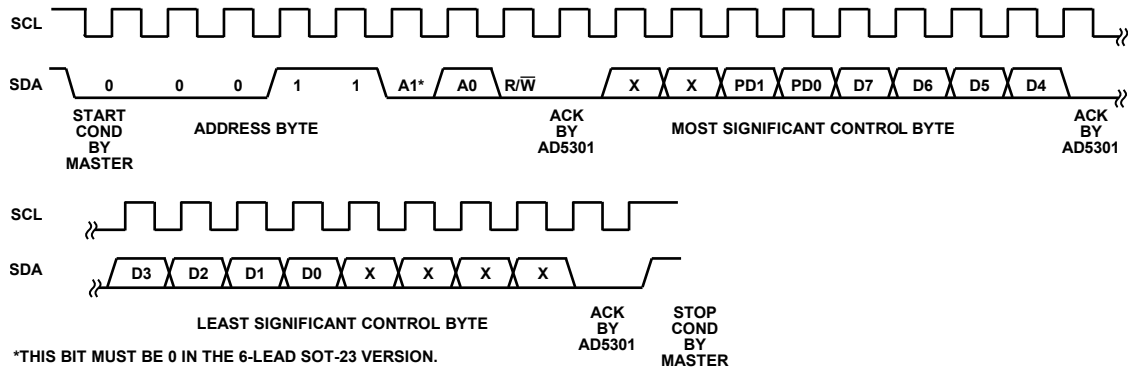 SCL
SDA 0 0 0 1 1 A1* A0 R/W̅ X X PD1 PD0 D7 D6 D5 D4
START
COND
BY
MASTER
ADDRESS BYTE
ACK
BY
AD5301
MOST SIGNIFICANT CONTROL BYTE
ACK
BY
AD5301
SCL
SDA D3 D2 D1 D0 X X X X
LEAST SIGNIFICANT CONTROL BYTE
ACK
BY
AD5301
STOP
COND
BY
MASTER
*THIS BIT MUST BE 0 IN THE 6-LEAD SOT-23 VERSION.